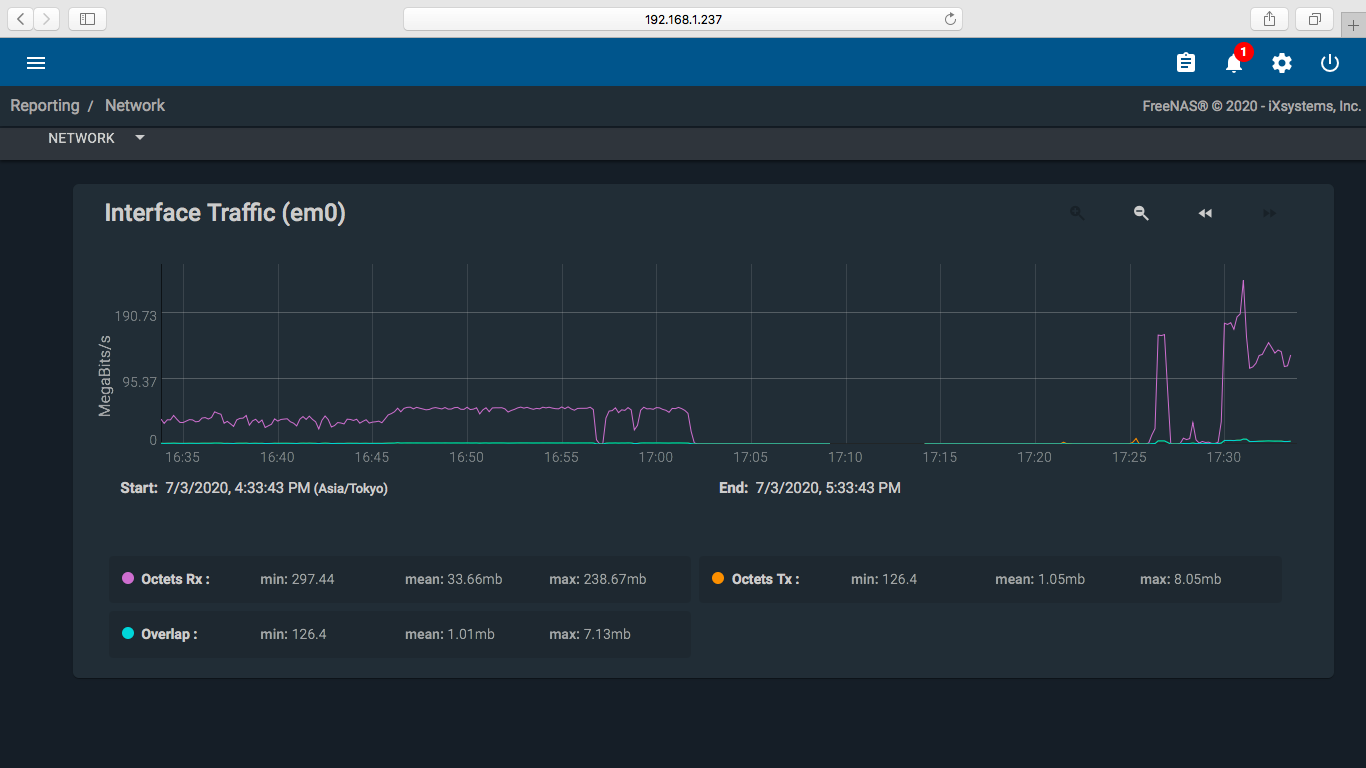 192.168.1.237
1
Reporting / Network
FreeNAS® © 2020 - iXsystems, Inc.
NETWORK
Interface Traffic (em0)
MegaBits/s
190.73
95.37
0
16:35 16:40 16:45 16:50 16:55 17:00 17:05 17:10 17:15 17:20 17:25 17:30
Start: 7/3/2020, 4:33:43 PM (Asia/Tokyo)
End: 7/3/2020, 5:33:43 PM
Octets Rx : min: 297.44 mean: 33.66mb max: 238.67mb
Octets Tx : min: 126.4 mean: 1.05mb max: 8.05mb
Overlap : min: 126.4 mean: 1.01mb max: 7.13mb